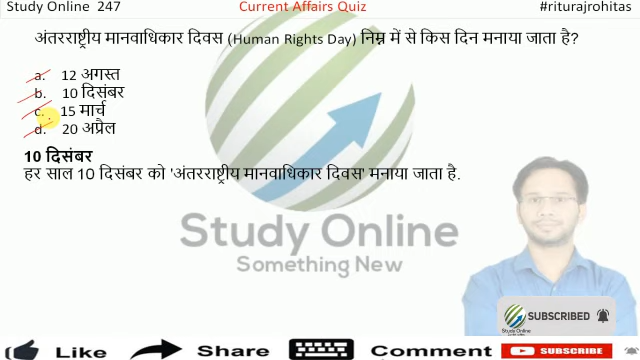 Study Online 247
Current Affairs Quiz
#riturajrohitas
अंतरराष्ट्रीय मानवाधिकार दिवस (Human Rights Day) निम्न में से किस दिन मनाया जाता है?
a. 12 अगस्त
b. 10 दिसंबर
c. 15 मार्च
d. 20 अप्रैल
10 दिसंबर
हर साल 10 दिसंबर को 'अंतरराष्ट्रीय मानवाधिकार दिवस' मनाया जाता है.
Study Online
Something New
Study Online
SUBSCRIBED
Like
Share
Comment
SUBSCRIBE